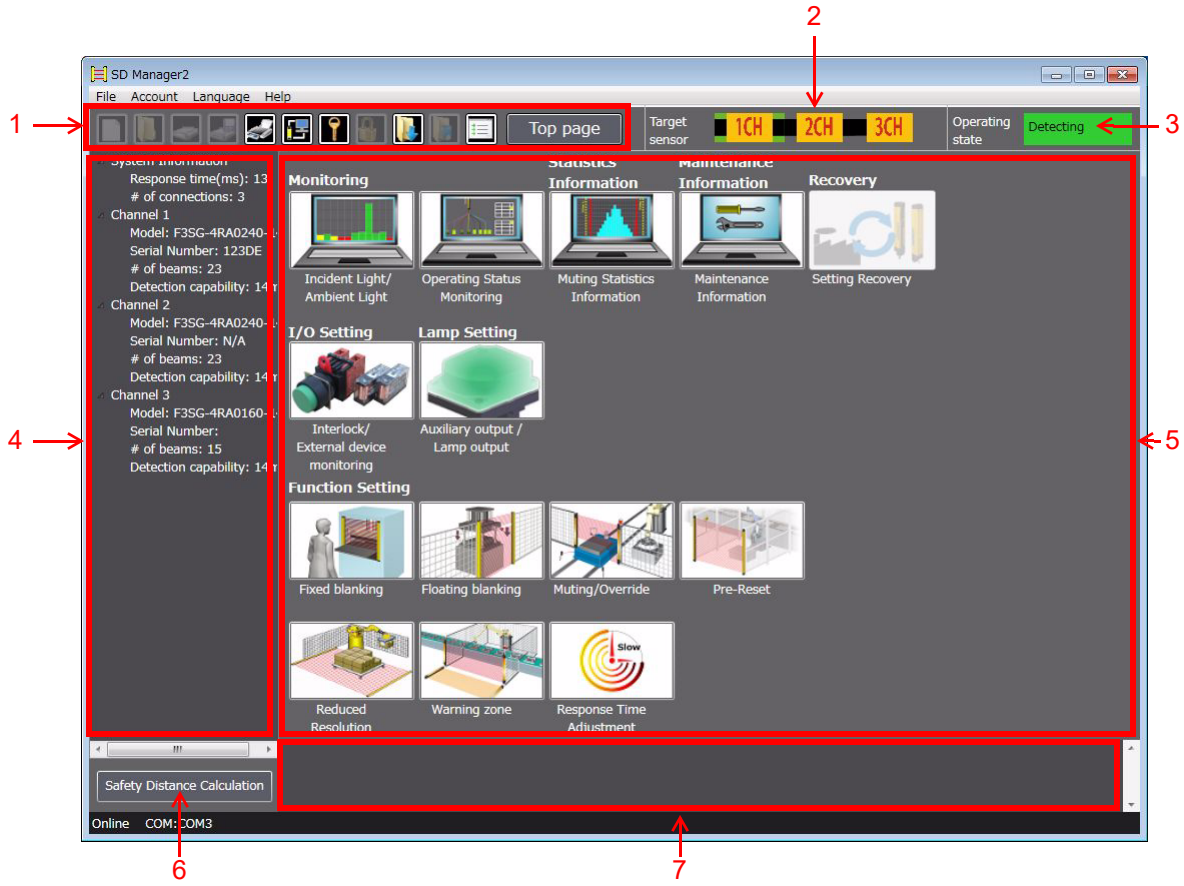 2
SD Manager2
File Account Language Help
1
Top page
Target
sensor
1CH 2CH 3CH
Operating
state
Detecting
3
System Information
Response time(ms): 13
# of connections: 3
Channel 1
Model: F3SG-4RA0240-14
Serial Number: 123DE
# of beams: 23
Detection capability: 14m
Channel 2
Model: F3SG-4RA0240-14
Serial Number: N/A
# of beams: 23
Detection capability: 14m
Channel 3
Model: F3SG-4RA0160-14
Serial Number:
# of beams: 15
Detection capability: 14m
4
Monitoring
Statistics
Information
Maintenance
Information
Recovery
Incident Light/
Ambient Light
Operating Status
Monitoring
Muting Statistics
Information
Maintenance
Information
Setting Recovery
I/O Setting
Lamp Setting
Interlock/
External device
monitoring
Auxiliary output /
Lamp output
5
Function Setting
Fixed blanking
Floating blanking
Muting/Override
Pre-Reset
Slow
Reduced
Resolution
Warning zone
Response Time
Adjustment
Safety Distance Calculation
Online COM:COM3
6
7